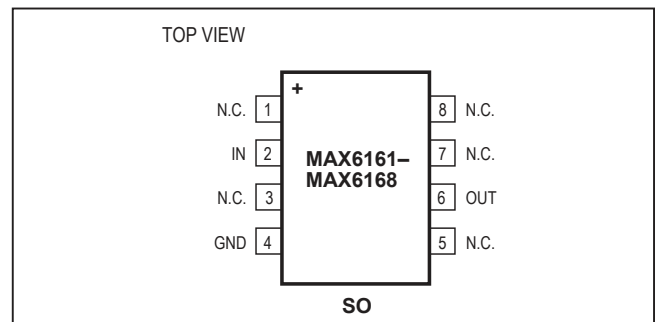 TOP VIEW
+
N.C. 1
8 N.C.
IN 2
7 N.C.
MAX6161–
MAX6168
N.C. 3
6 OUT
GND 4
5 N.C.
SO